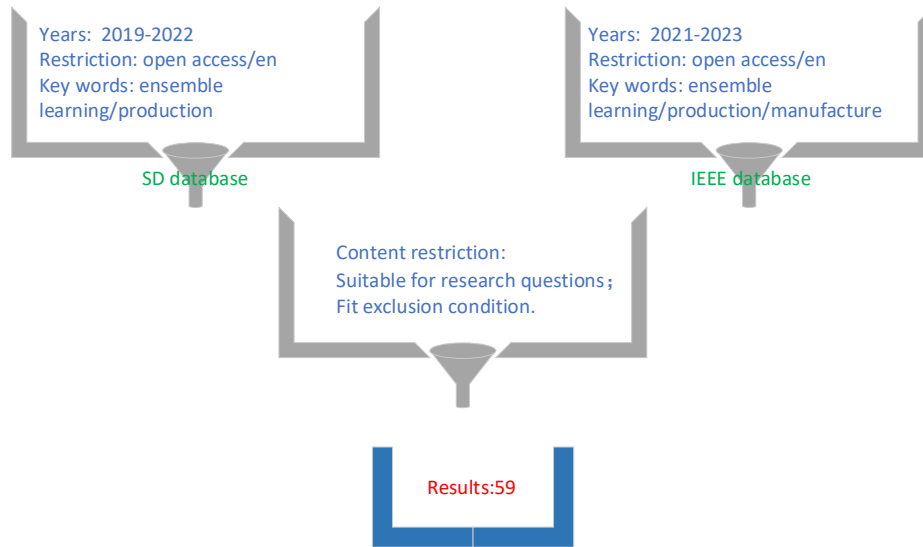 Years: 2019-2022
Restriction: open access/en
Key words: ensemble
learning/production
SD database
Years: 2021-2023
Restriction: open access/en
Key words: ensemble
learning/production/manufacture
IEEE database
Content restriction:
Suitable for research questions；
Fit exclusion condition.
Results:59